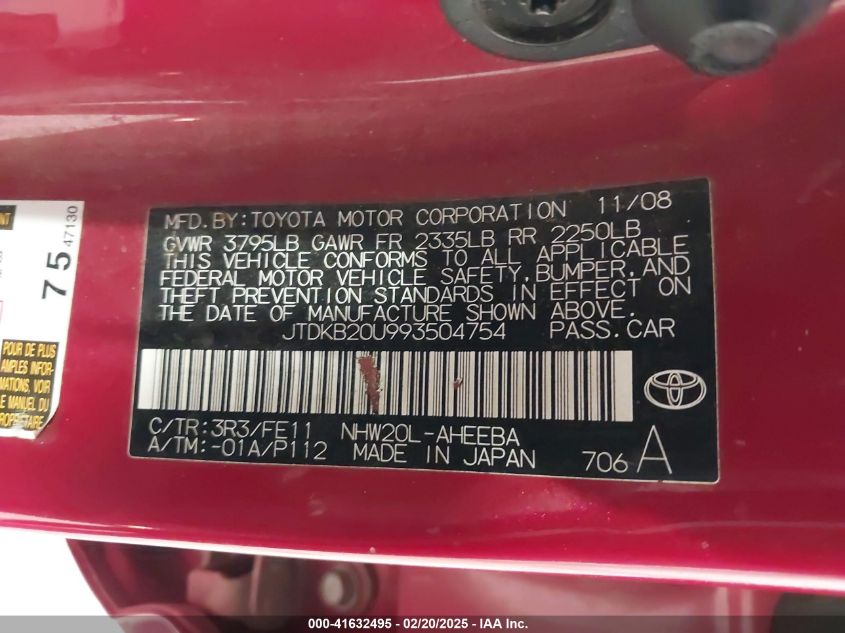 MFD. BY: TOYOTA MOTOR CORPORATION 11/08
GVWR 3795LB GAWR FR 2335LB RR 2250LB
THIS VEHICLE CONFORMS TO ALL APPLICABLE
FEDERAL MOTOR VEHICLE SAFETY, BUMPER, AND
THEFT PREVENTION STANDARDS IN EFFECT ON
THE DATE OF MANUFACTURE SHOWN ABOVE.
JTDKB20U993504754 PASS. CAR
C/TR: 3R3/FE11 NHW20L-AHEEBA
A/TM: -01A/P112 MADE IN JAPAN 706 A
75 47130
POUR DE PLUS
AMPLES INFOR-
MATIONS, VOIR
LE MANUEL DU
PROPRIÉTAIRE
000-41632495 - 02/20/2025 - IAA Inc.